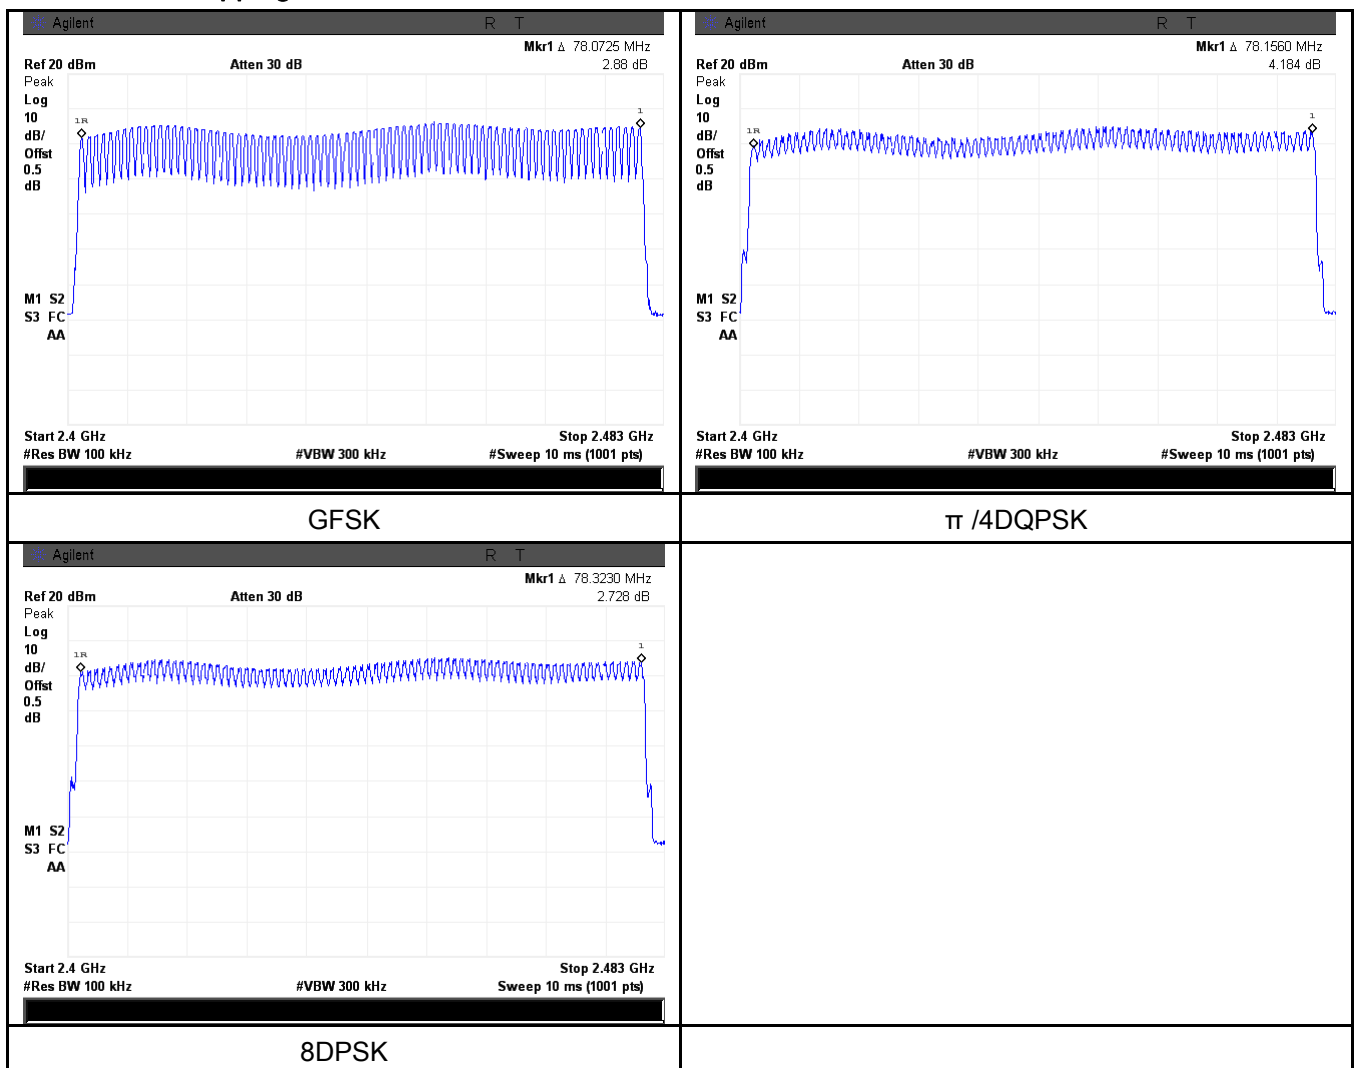 Agilent R T
Mkr1 Δ 78.0725 MHz
Ref 20 dBm Atten 30 dB 2.88 dB
Peak
Log
10
dB/
Offst
0.5
dB
1R
1
M1 S2
S3 FC
AA
Start 2.4 GHz Stop 2.483 GHz
#Res BW 100 kHz #VBW 300 kHz #Sweep 10 ms (1001 pts)
GFSK
R T
Mkr1 Δ 78.1560 MHz
Ref 20 dBm Atten 30 dB 4.184 dB
Peak
Log
10
dB/
Offst
0.5
dB
1R
1
M1 S2
S3 FC
AA
Start 2.4 GHz Stop 2.483 GHz
#Res BW 100 kHz #VBW 300 kHz #Sweep 10 ms (1001 pts)
π /4DQPSK
Agilent R T
Mkr1 Δ 78.3230 MHz
Ref 20 dBm Atten 30 dB 2.728 dB
Peak
Log
10
dB/
Offst
0.5
dB
1R
1
M1 S2
S3 FC
AA
Start 2.4 GHz Stop 2.483 GHz
#Res BW 100 kHz #VBW 300 kHz Sweep 10 ms (1001 pts)
8DPSK